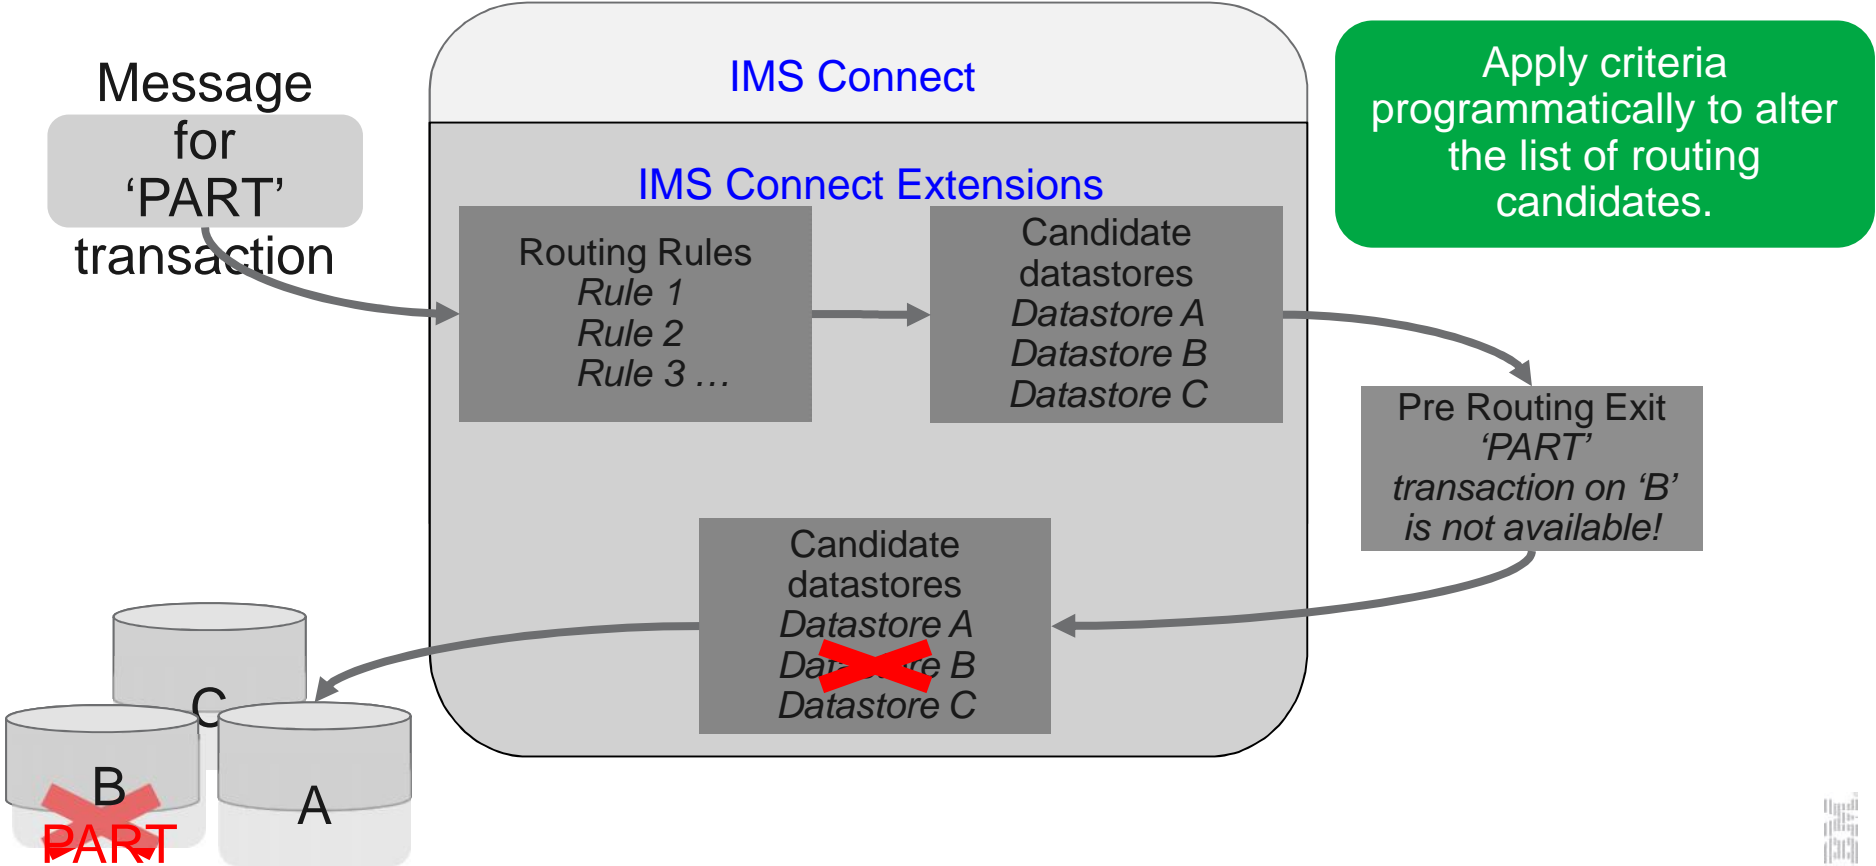 Message
for
‘PART’
transaction
IMS Connect
IMS Connect Extensions
Routing Rules
Rule 1
Rule 2
Rule 3 …
Candidate
datastores
Datastore A
Datastore B
Datastore C
Apply criteria
programmatically to alter
the list of routing
candidates.
Pre Routing Exit
‘PART’
transaction on ‘B’
is not available!
Candidate
datastores
Datastore A
Datastore B
Datastore C
C
B
PART
A
IBM